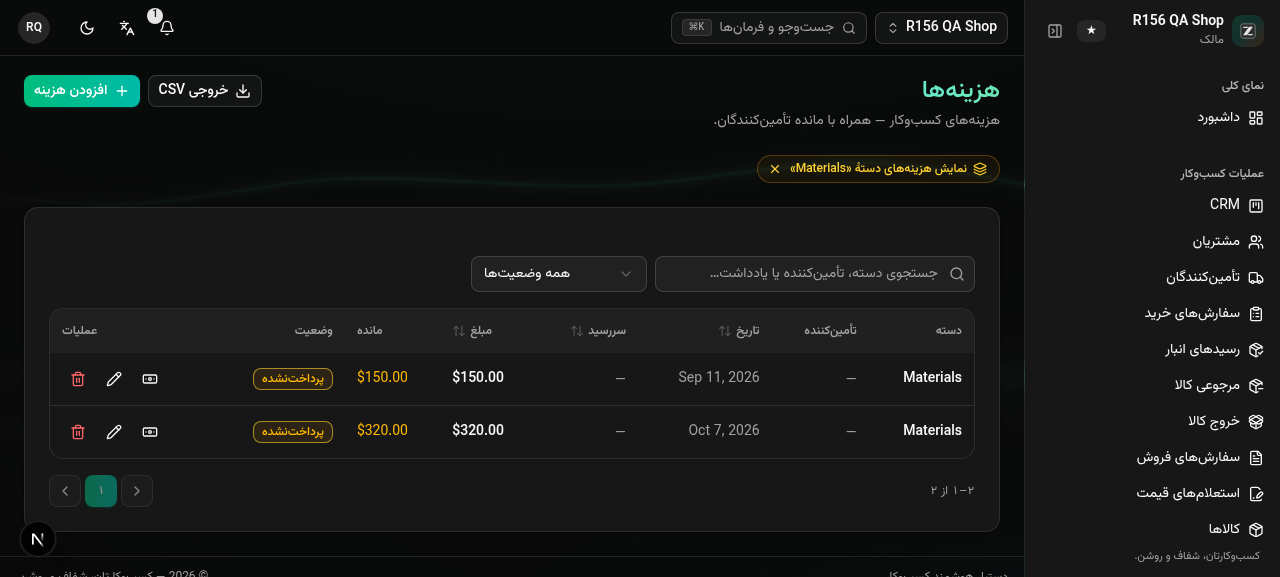 R156 QA Shop
مالک
★
نمای کلی
داشبورد
عملیات کسب‌وکار
CRM
مشتریان
تأمین‌کنندگان
سفارش‌های خرید
رسیدهای انبار
مرجوعی کالا
خروج کالا
سفارش‌های فروش
استعلام‌های قیمت
کالاها
کسب‌وکارتان، شفاف و روشن.
R156 QA Shop
جست‌وجو و فرمان‌ها ⌘K
1
RQ
هزینه‌ها
هزینه‌های کسب‌وکار — همراه با مانده تأمین‌کنندگان.
خروجی CSV
افزودن هزینه
نمایش هزینه‌های دستهٔ «Materials»
جستجوی دسته، تأمین‌کننده یا یادداشت…
همه وضعیت‌ها
دسته تأمین‌کننده تاریخ سررسید مبلغ مانده وضعیت عملیات
Materials — Sep 11, 2026 — $150.00 $150.00 پرداخت‌نشده
Materials — Oct 7, 2026 — $320.00 $320.00 پرداخت‌نشده
۱–۲ از ۲
۱
N